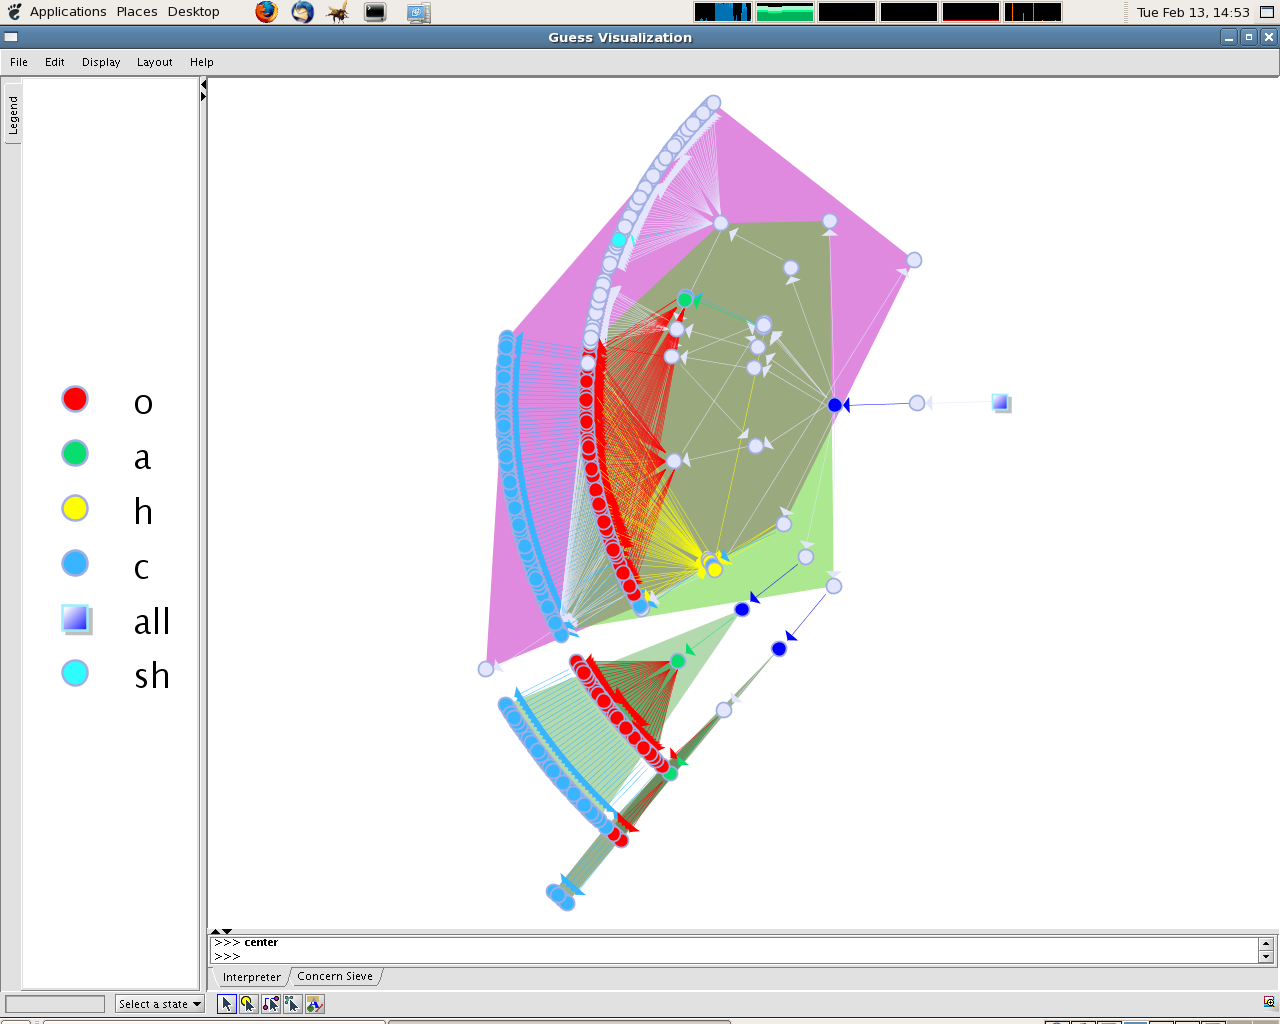 Applications Places Desktop
Tue Feb 13, 14:53
Guess Visualization
File Edit Display Layout Help
Legend
o
a
h
c
all
sh
>>> center
>>>
Interpreter Concern Sieve
Select a state